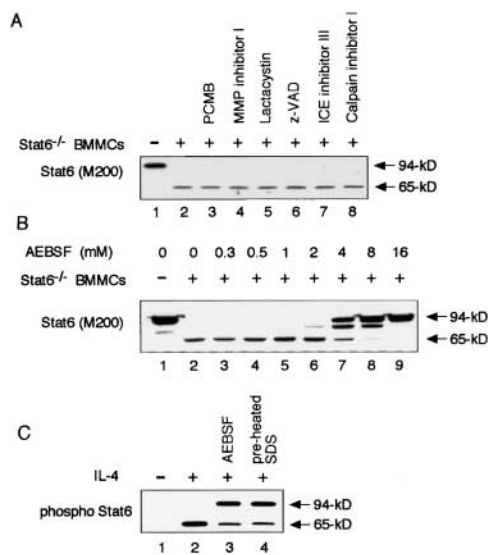 A
PCMB
MMP inhibitor I
Lactacystin
z-VAD
ICE inhibitor III
Calpain inhibitor I
Stat6-/- BMMCs - + + + + + + +
Stat6 (M200)
94-kD
65-kD
1 2 3 4 5 6 7 8
B
AEBSF (mM) 0 0 0.3 0.5 1 2 4 8 16
Stat6-/- BMMCs - + + + + + + + +
Stat6 (M200)
94-kD
65-kD
1 2 3 4 5 6 7 8 9
C
AEBSF
pre-heated
SDS
IL-4 - + + +
phospho Stat6
94-kD
65-kD
1 2 3 4